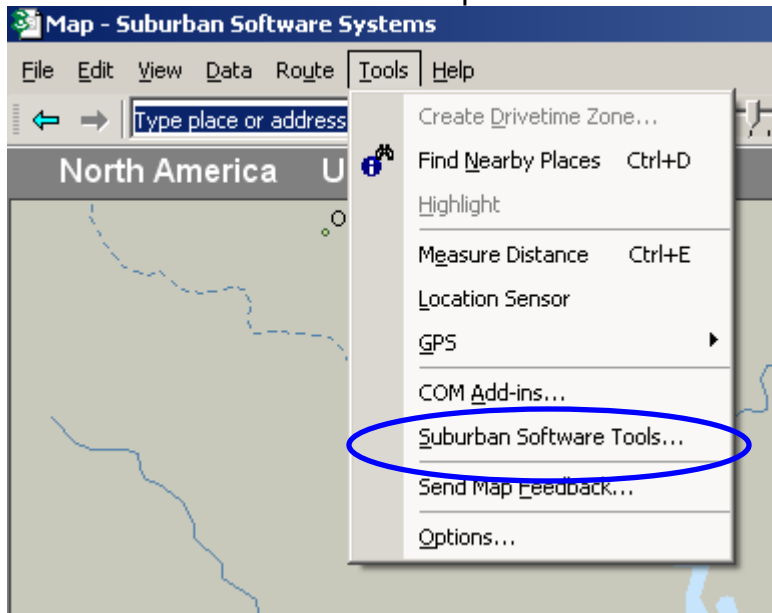 Map - Suburban Software Systems
File Edit View Data Route Tools Help
Type place or address
North America U
O
Create Drivetime Zone...
Find Nearby Places Ctrl+D
Highlight
Measure Distance Ctrl+E
Location Sensor
GPS
COM Add-ins...
Suburban Software Tools...
Send Map Feedback...
Options...